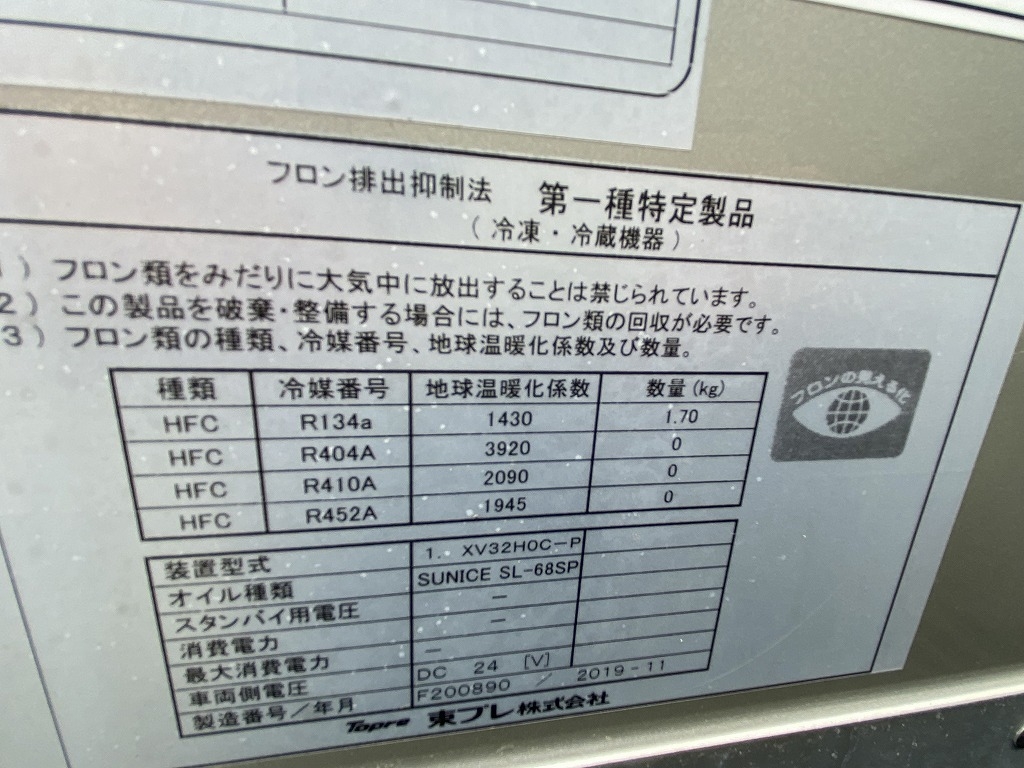 フロン排出抑制法 第一種特定製品
(冷凍・冷蔵機器)
1)フロン類をみだりに大気中に放出することは禁じられています。
2)この製品を破棄・整備する場合には、フロン類の回収が必要です。
3)フロン類の種類、冷媒番号、地球温暖化係数及び数量。
種類 冷媒番号 地球温暖化係数 数量(kg)
HFC R134a 1430 1.70
HFC R404A 3920 0
HFC R410A 2090 0
HFC R452A 1945 0
フロンの見える化
装置型式 1. XV32HOC-P
オイル種類 SUNICE SL-68SP
スタンバイ用電圧 -
消費電力 -
最大消費電力 -
車両側電圧 DC 24 [V]
製造番号/年月 F200890 / 2019-11
Topre 東プレ株式会社